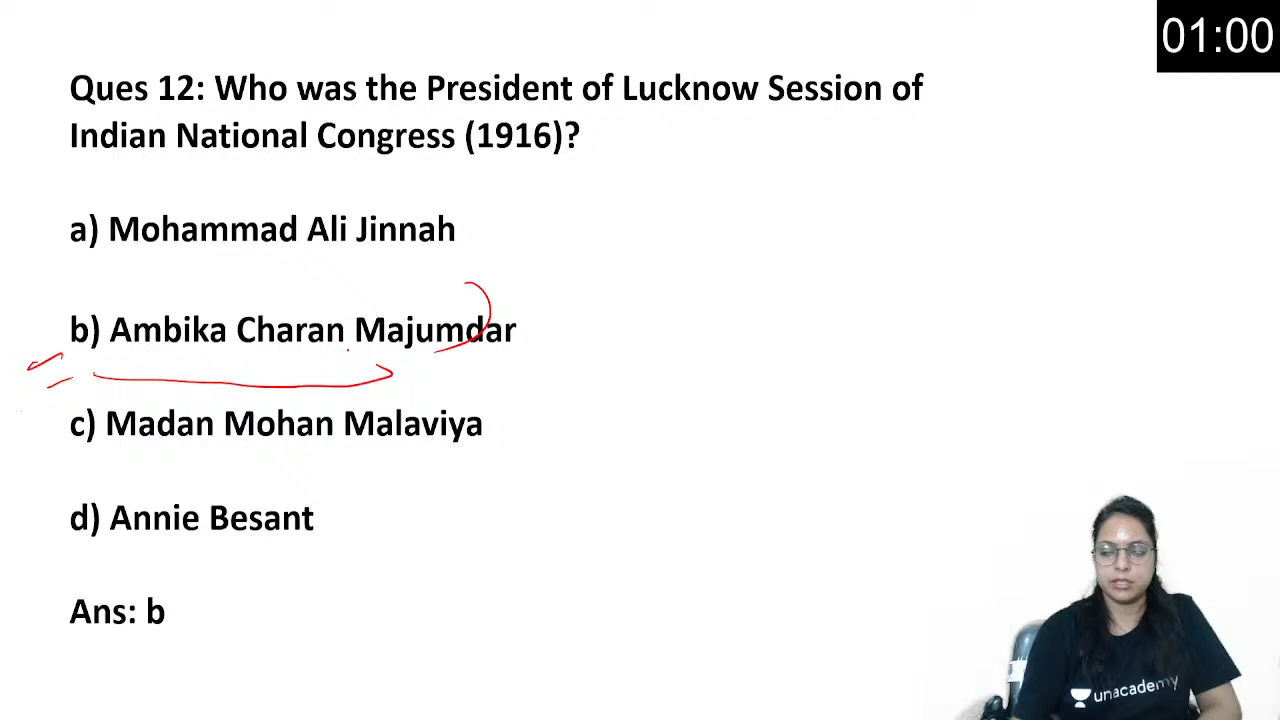 01:00
Ques 12: Who was the President of Lucknow Session of
Indian National Congress (1916)?
a) Mohammad Ali Jinnah
b) Ambika Charan Majumdar
c) Madan Mohan Malaviya
d) Annie Besant
Ans: b
unacademy